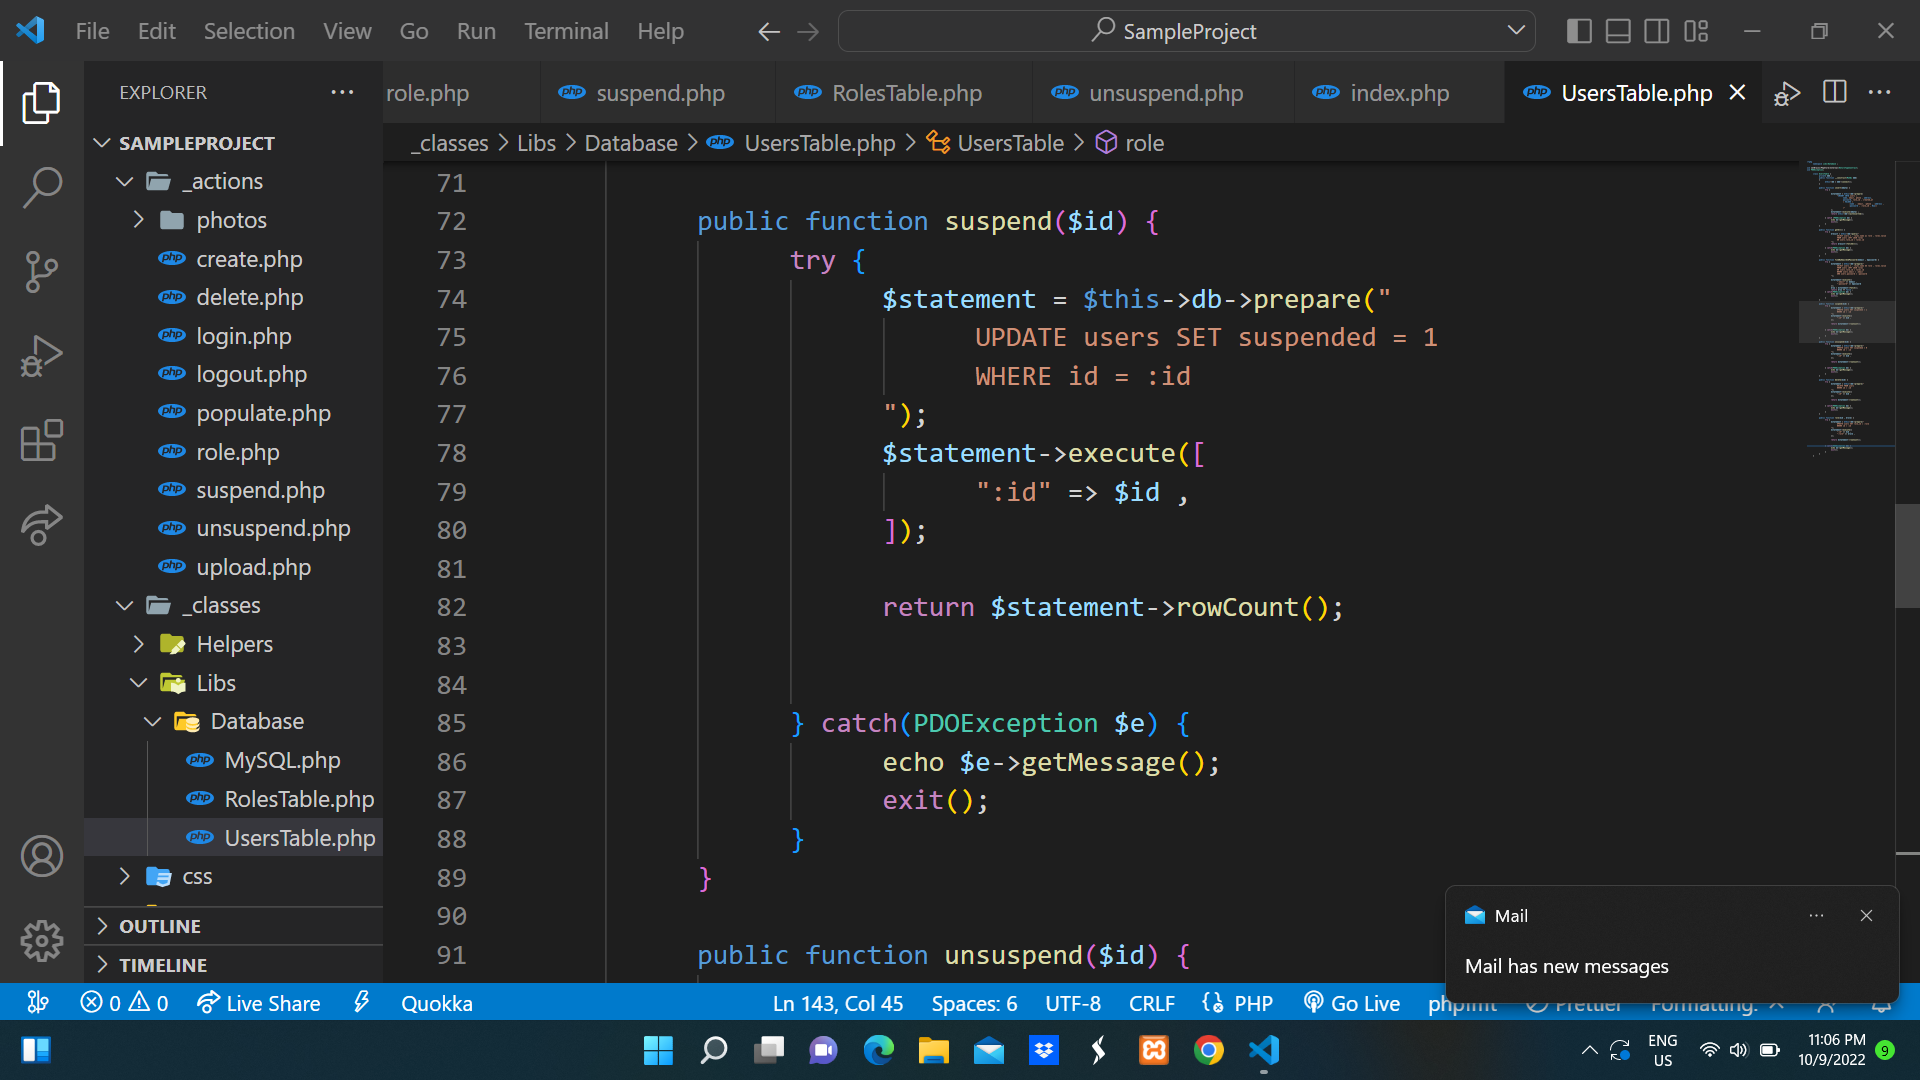 File Edit Selection View Go Run Terminal Help
SampleProject
EXPLORER
role.php
suspend.php
RolesTable.php
unsuspend.php
index.php
UsersTable.php
_classes > Libs > Database > UsersTable.php > UsersTable > role
SAMPLEPROJECT
_actions
photos
create.php
delete.php
login.php
logout.php
populate.php
role.php
suspend.php
unsuspend.php
upload.php
_classes
Helpers
Libs
Database
MySQL.php
RolesTable.php
UsersTable.php
css
OUTLINE
TIMELINE
71
72 public function suspend($id) {
73 try {
74 $statement = $this->db->prepare("
75 UPDATE users SET suspended = 1
76 WHERE id = :id
77 ");
78 $statement->execute([
79 ":id" => $id ,
80 ]);
81
82 return $statement->rowCount();
83
84
85 } catch(PDOException $e) {
86 echo $e->getMessage();
87 exit();
88 }
89 }
90
91 public function unsuspend($id) {
Mail
Mail has new messages
0 0 Live Share Quokka Ln 143, Col 45 Spaces: 6 UTF-8 CRLF PHP Go Live phpfmt Prettier Formatting:
ENG
US
11:06 PM
10/9/2022
9